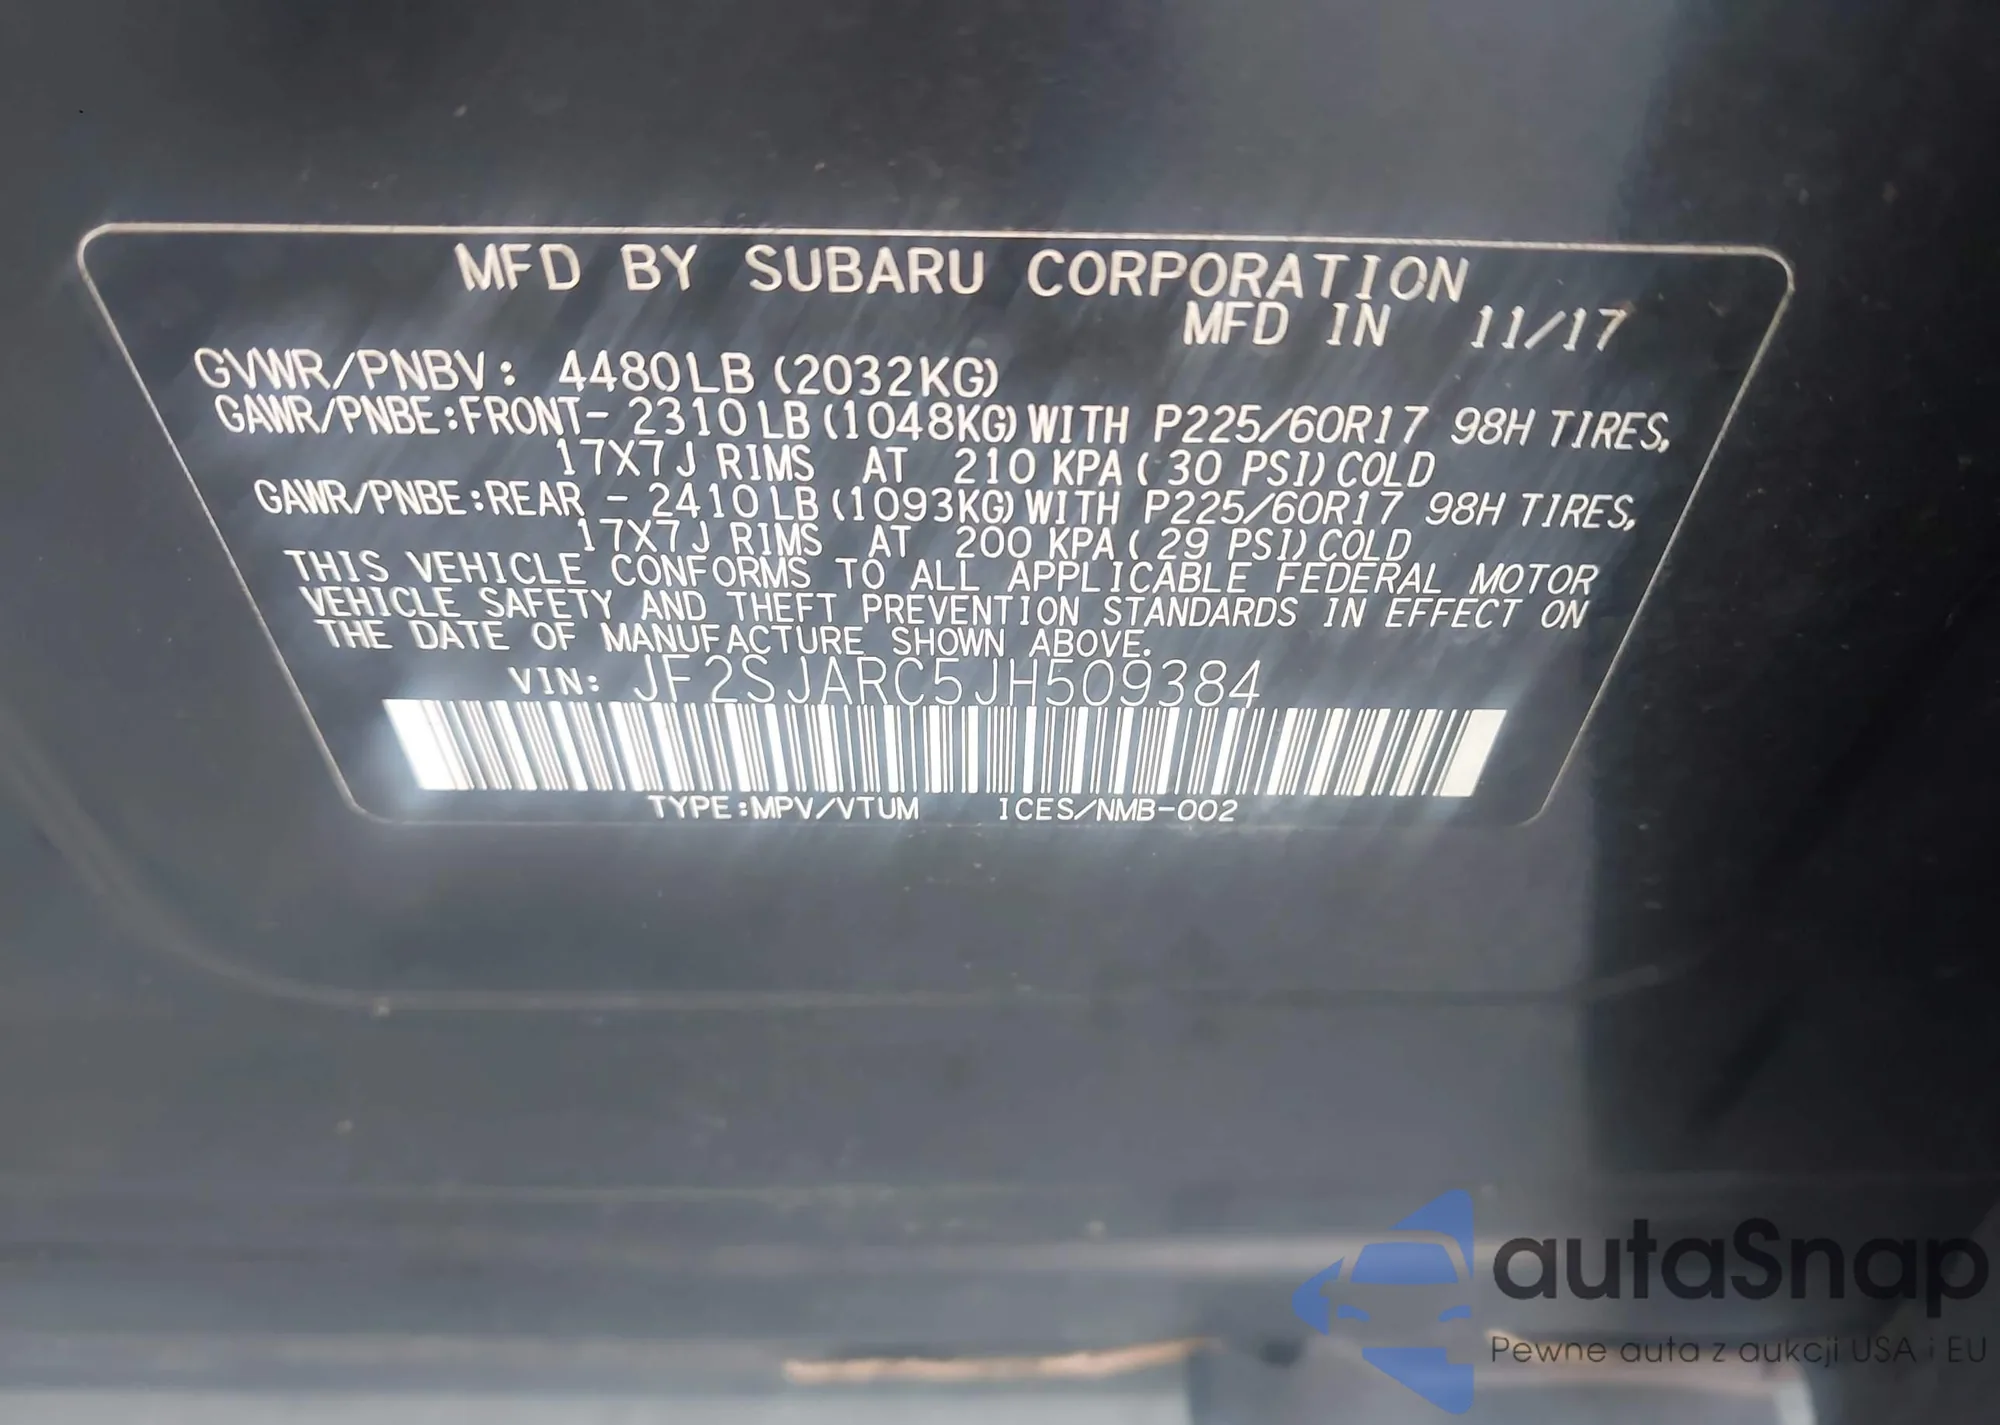 MFD BY SUBARU CORPORATION
MFD IN 11/17
GVWR/PNBV: 4480LB (2032KG)
GAWR/PNBE:FRONT- 2310LB (1048KG) WITH P225/60R17 98H TIRES,
17X7J RIMS AT 210 KPA ( 30 PSI) COLD
GAWR/PNBE:REAR - 2410LB (1093KG) WITH P225/60R17 98H TIRES,
17X7J RIMS AT 200 KPA ( 29 PSI) COLD
THIS VEHICLE CONFORMS TO ALL APPLICABLE FEDERAL MOTOR
VEHICLE SAFETY AND THEFT PREVENTION STANDARDS IN EFFECT ON
THE DATE OF MANUFACTURE SHOWN ABOVE.
VIN: JF2SJARC5JH509384
TYPE:MPV/VTUM ICES/NMB-002
autaSnap
Pewne auta z aukcji USA i EU